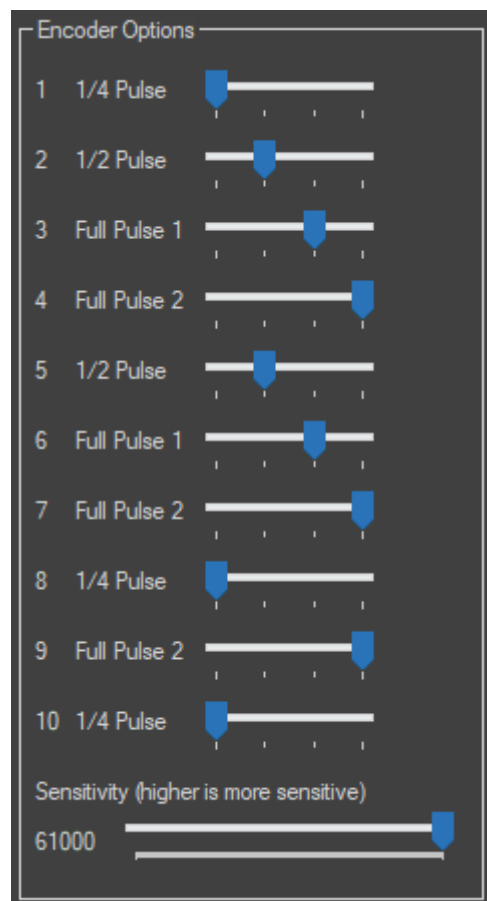 Encoder Options
1 1/4 Pulse
2 1/2 Pulse
3 Full Pulse 1
4 Full Pulse 2
5 1/2 Pulse
6 Full Pulse 1
7 Full Pulse 2
8 1/4 Pulse
9 Full Pulse 2
10 1/4 Pulse
Sensitivity (higher is more sensitive)
61000